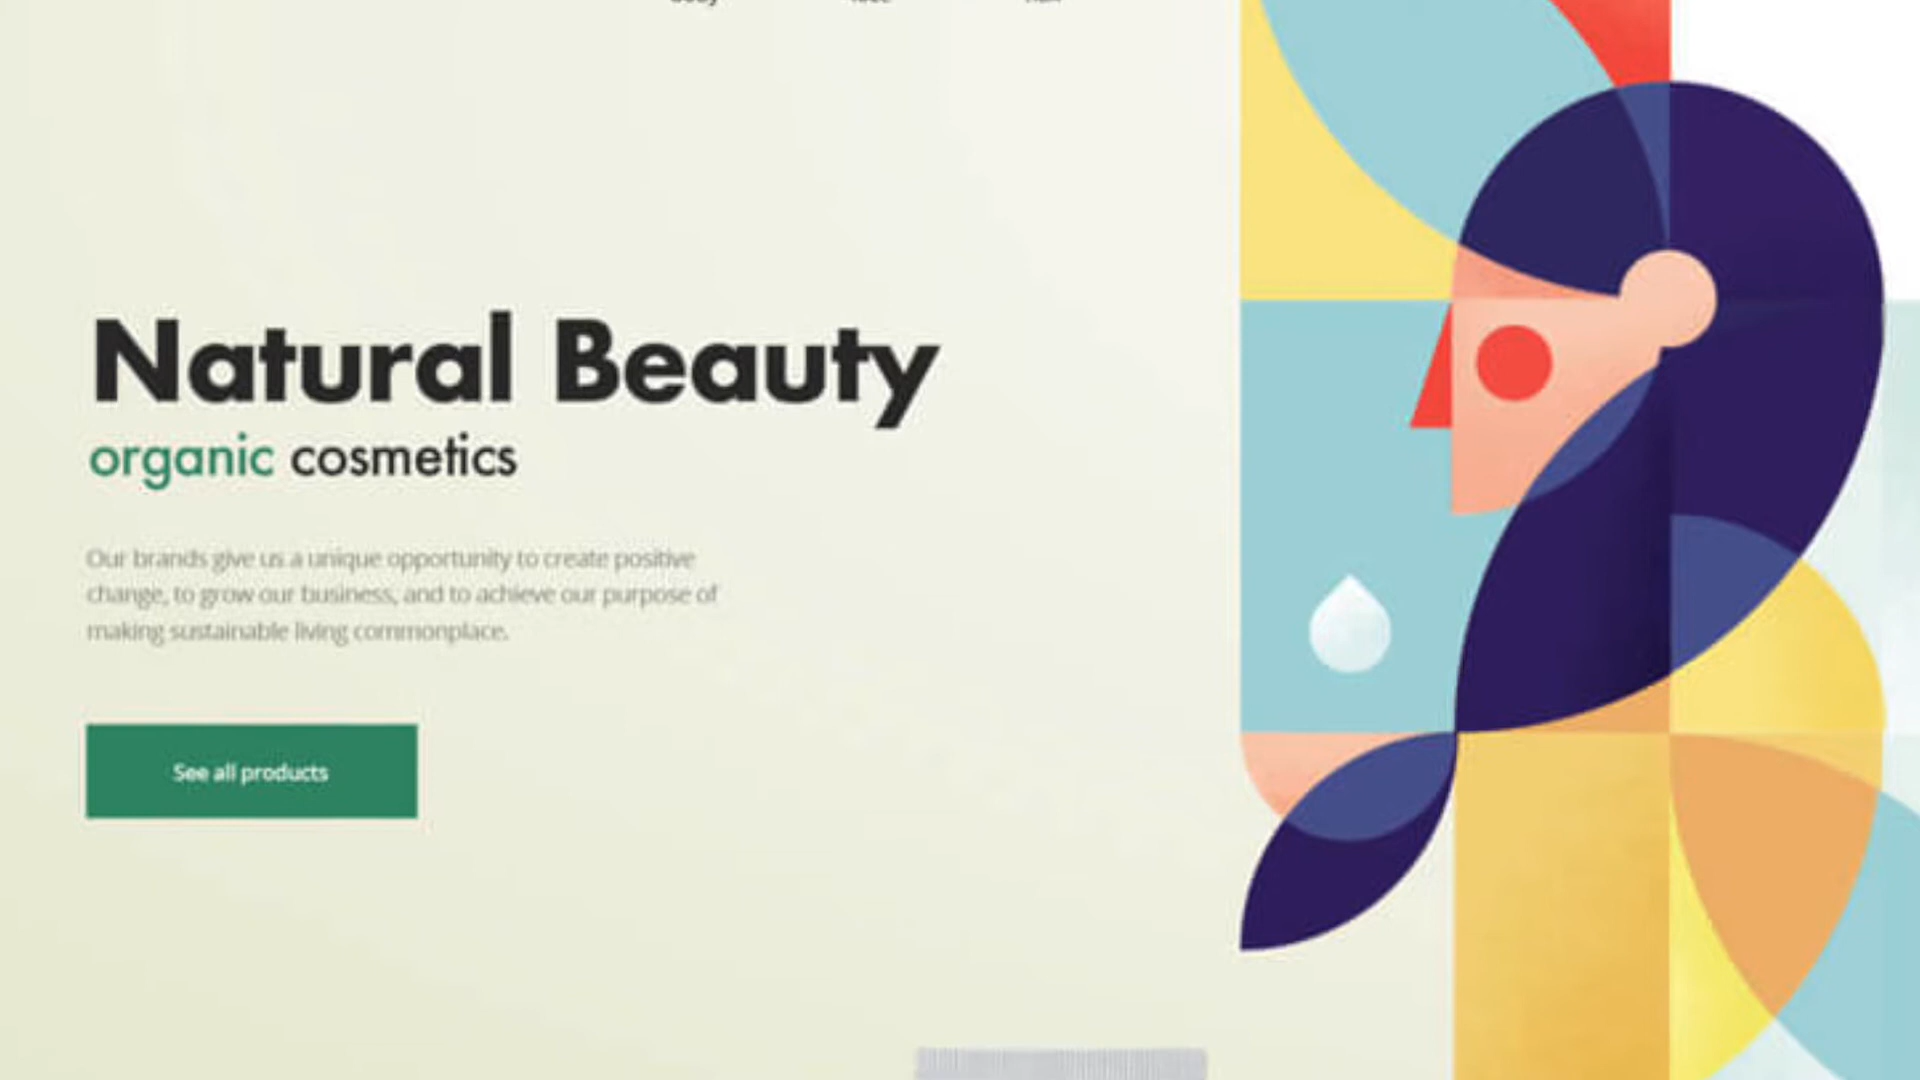 Natural Beauty
organic cosmetics
Our brands give us a unique opportunity to create positive
change, to grow our business, and to achieve our purpose of
making sustainable living commonplace.
See all products